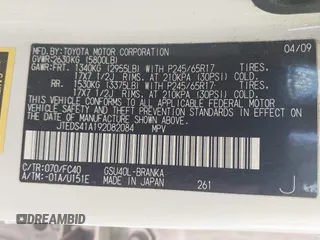 MFD. BY: TOYOTA MOTOR CORPORATION 04/09
GVWR:2630KG (5800LB)
GAWR:FRT. 1340KG (2955LB) WITH P245/65R17 TIRES,
17X7 1/2J RIMS, AT 210KPA (30PSI) COLD.
RR. 1530KG (3375LB) WITH P245/65R17 TIRES,
17X7 1/2J RIMS, AT 210KPA (30PSI) COLD.
THIS VEHICLE CONFORMS TO ALL APPLICABLE
FEDERAL MOTOR VEHICLE SAFETY AND THEFT
PREVENTION STANDARDS IN EFFECT ON THE DATE OF
MANUFACTURE SHOWN ABOVE.
JTEDS41A192082084 MPV
C/TR:070/FC40 GSU40L-BRANKA
A/TM:-01A/U151E MADE IN JAPAN 261 J
DISCOVER AUTO